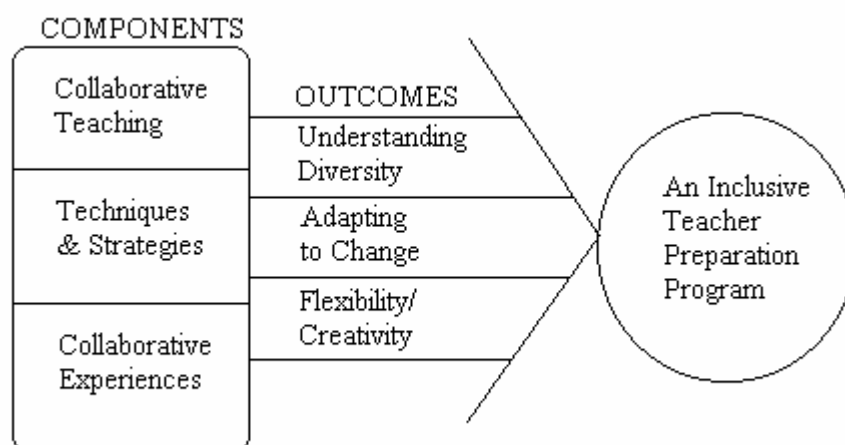 COMPONENTS
Collaborative
Teaching
Techniques
& Strategies
Collaborative
Experiences
OUTCOMES
Understanding
Diversity
Adapting
to Change
Flexibility/
Creativity
An Inclusive
Teacher
Preparation
Program